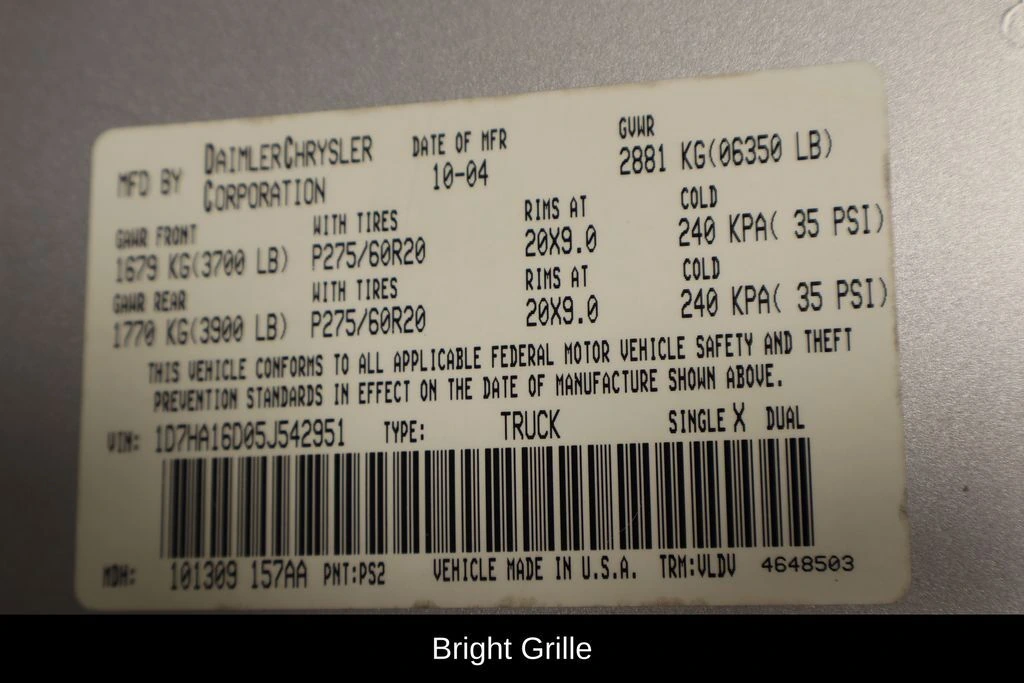 MFD BY DAIMLERCHRYSLER CORPORATION
DATE OF MFR
10-04
GVWR
2881 KG(06350 LB)
GAWR FRONT WITH TIRES RIMS AT COLD
1679 KG(3700 LB) P275/60R20 20X9.0 240 KPA( 35 PSI)
GAWR REAR WITH TIRES RIMS AT COLD
1770 KG(3900 LB) P275/60R20 20X9.0 240 KPA( 35 PSI)
THIS VEHICLE CONFORMS TO ALL APPLICABLE FEDERAL MOTOR VEHICLE SAFETY AND THEFT
PREVENTION STANDARDS IN EFFECT ON THE DATE OF MANUFACTURE SHOWN ABOVE.
VIN: 1D7HA16D05J542951 TYPE: TRUCK SINGLE X DUAL
MDH: 101309 157AA PNT:PS2 VEHICLE MADE IN U.S.A. TRM:VLDV 4648503
Bright Grille